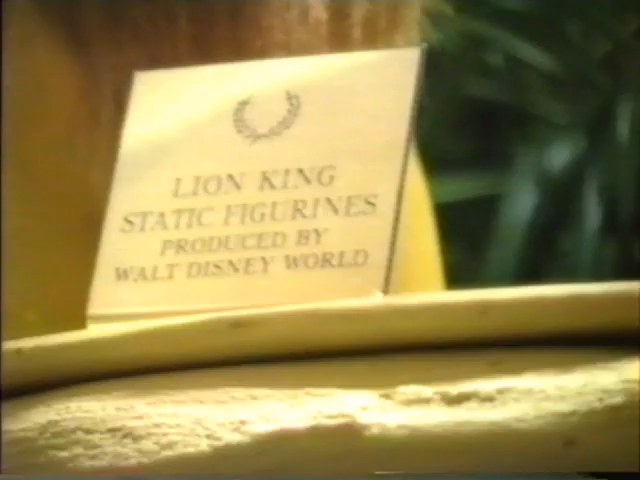 LION KING
STATIC FIGURINES
PRODUCED BY
WALT DISNEY WORLD